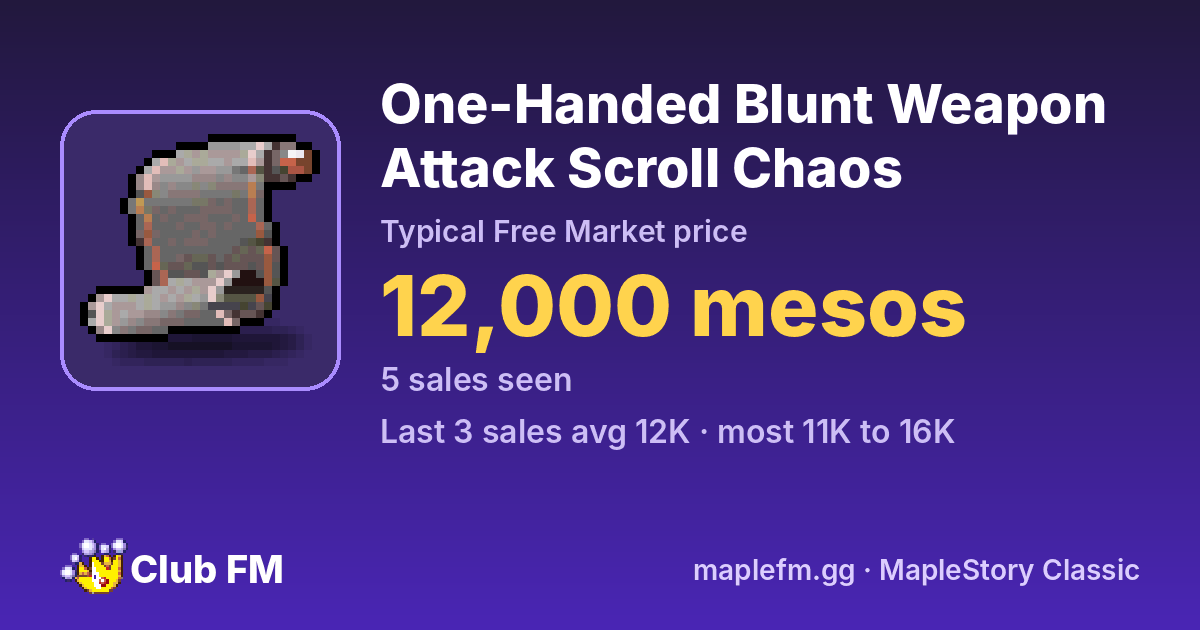 One-Handed Blunt Weapon
Attack Scroll Chaos
Typical Free Market price
12,000 mesos
5 sales seen
Last 3 sales avg 12K · most 11K to 16K
Club FM
maplefm.gg · MapleStory Classic